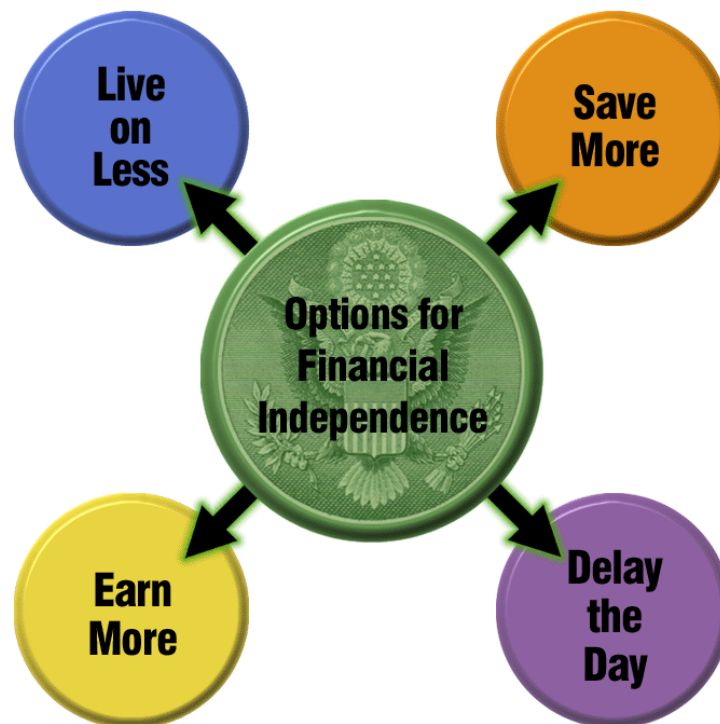 Live
on
Less
Save
More
Options for
Financial
Independence
Earn
More
Delay
the
Day